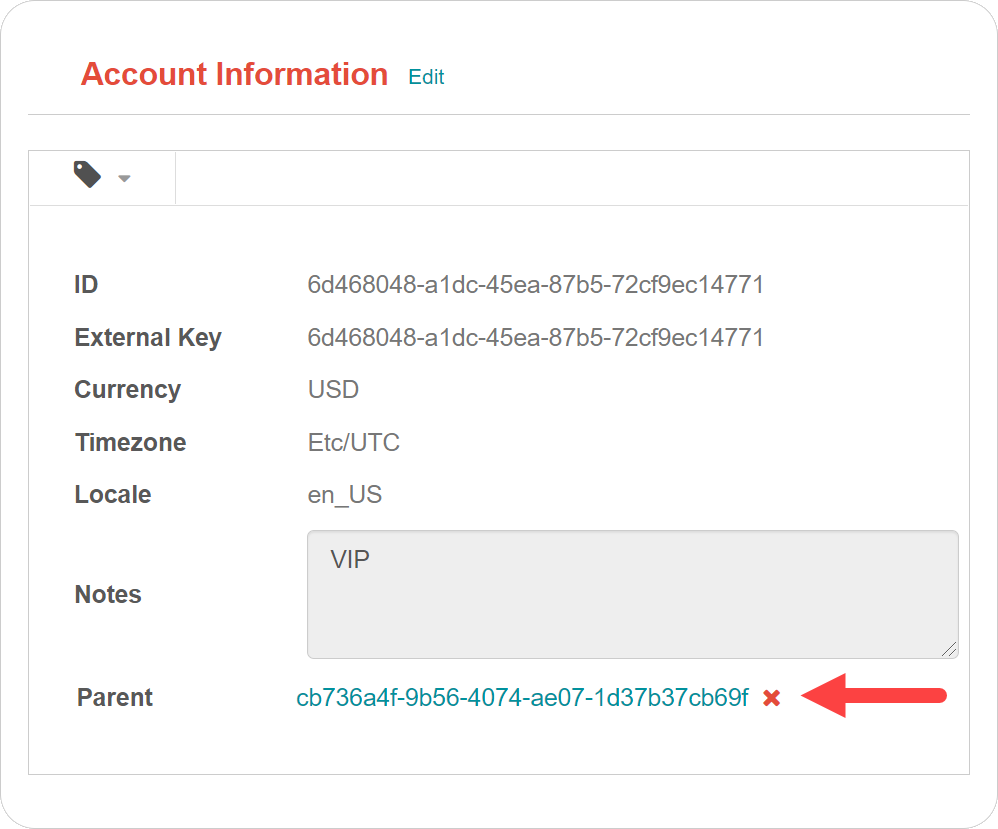 Account Information Edit
ID 6d468048-a1dc-45ea-87b5-72cf9ec14771
External Key 6d468048-a1dc-45ea-87b5-72cf9ec14771
Currency USD
Timezone Etc/UTC
Locale en_US
Notes VIP
Parent cb736a4f-9b56-4074-ae07-1d37b37cb69f